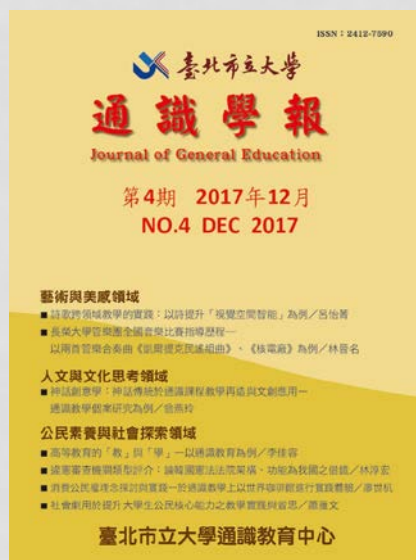 ISSN：2412-7590
臺北市立大學
通識學報
Journal of General Education
第4期 2017年12月
NO.4 DEC 2017
藝術與美感領域
■ 詩歌跨領域教學的實踐：以詩提升「視覺空間智能」為例／呂怡菁
■ 長榮大學管樂團全國音樂比賽指導歷程─
以兩首管樂合奏曲《凱爾提克民謠組曲》、《核電廠》為例／林晉名
人文與文化思考領域
■ 神話創意學：神話傳統於通識課程教學再造與文創應用─
通識教學個案研究為例／翁燕玲
公民素養與社會探索領域
■ 高等教育的「教」與「學」─以通識教育為例／李佳容
■ 違憲審查機關類型評介：論韓國憲法法院架構、功能為我國之借鏡／林淳宏
■ 消費公民權理念探討與實踐─於通識教學上以世界咖啡館進行實踐體驗／廖世机
■ 社會劇用於提升大學生公民核心能力之教學實踐與省思／蕭滙文
臺北市立大學通識教育中心